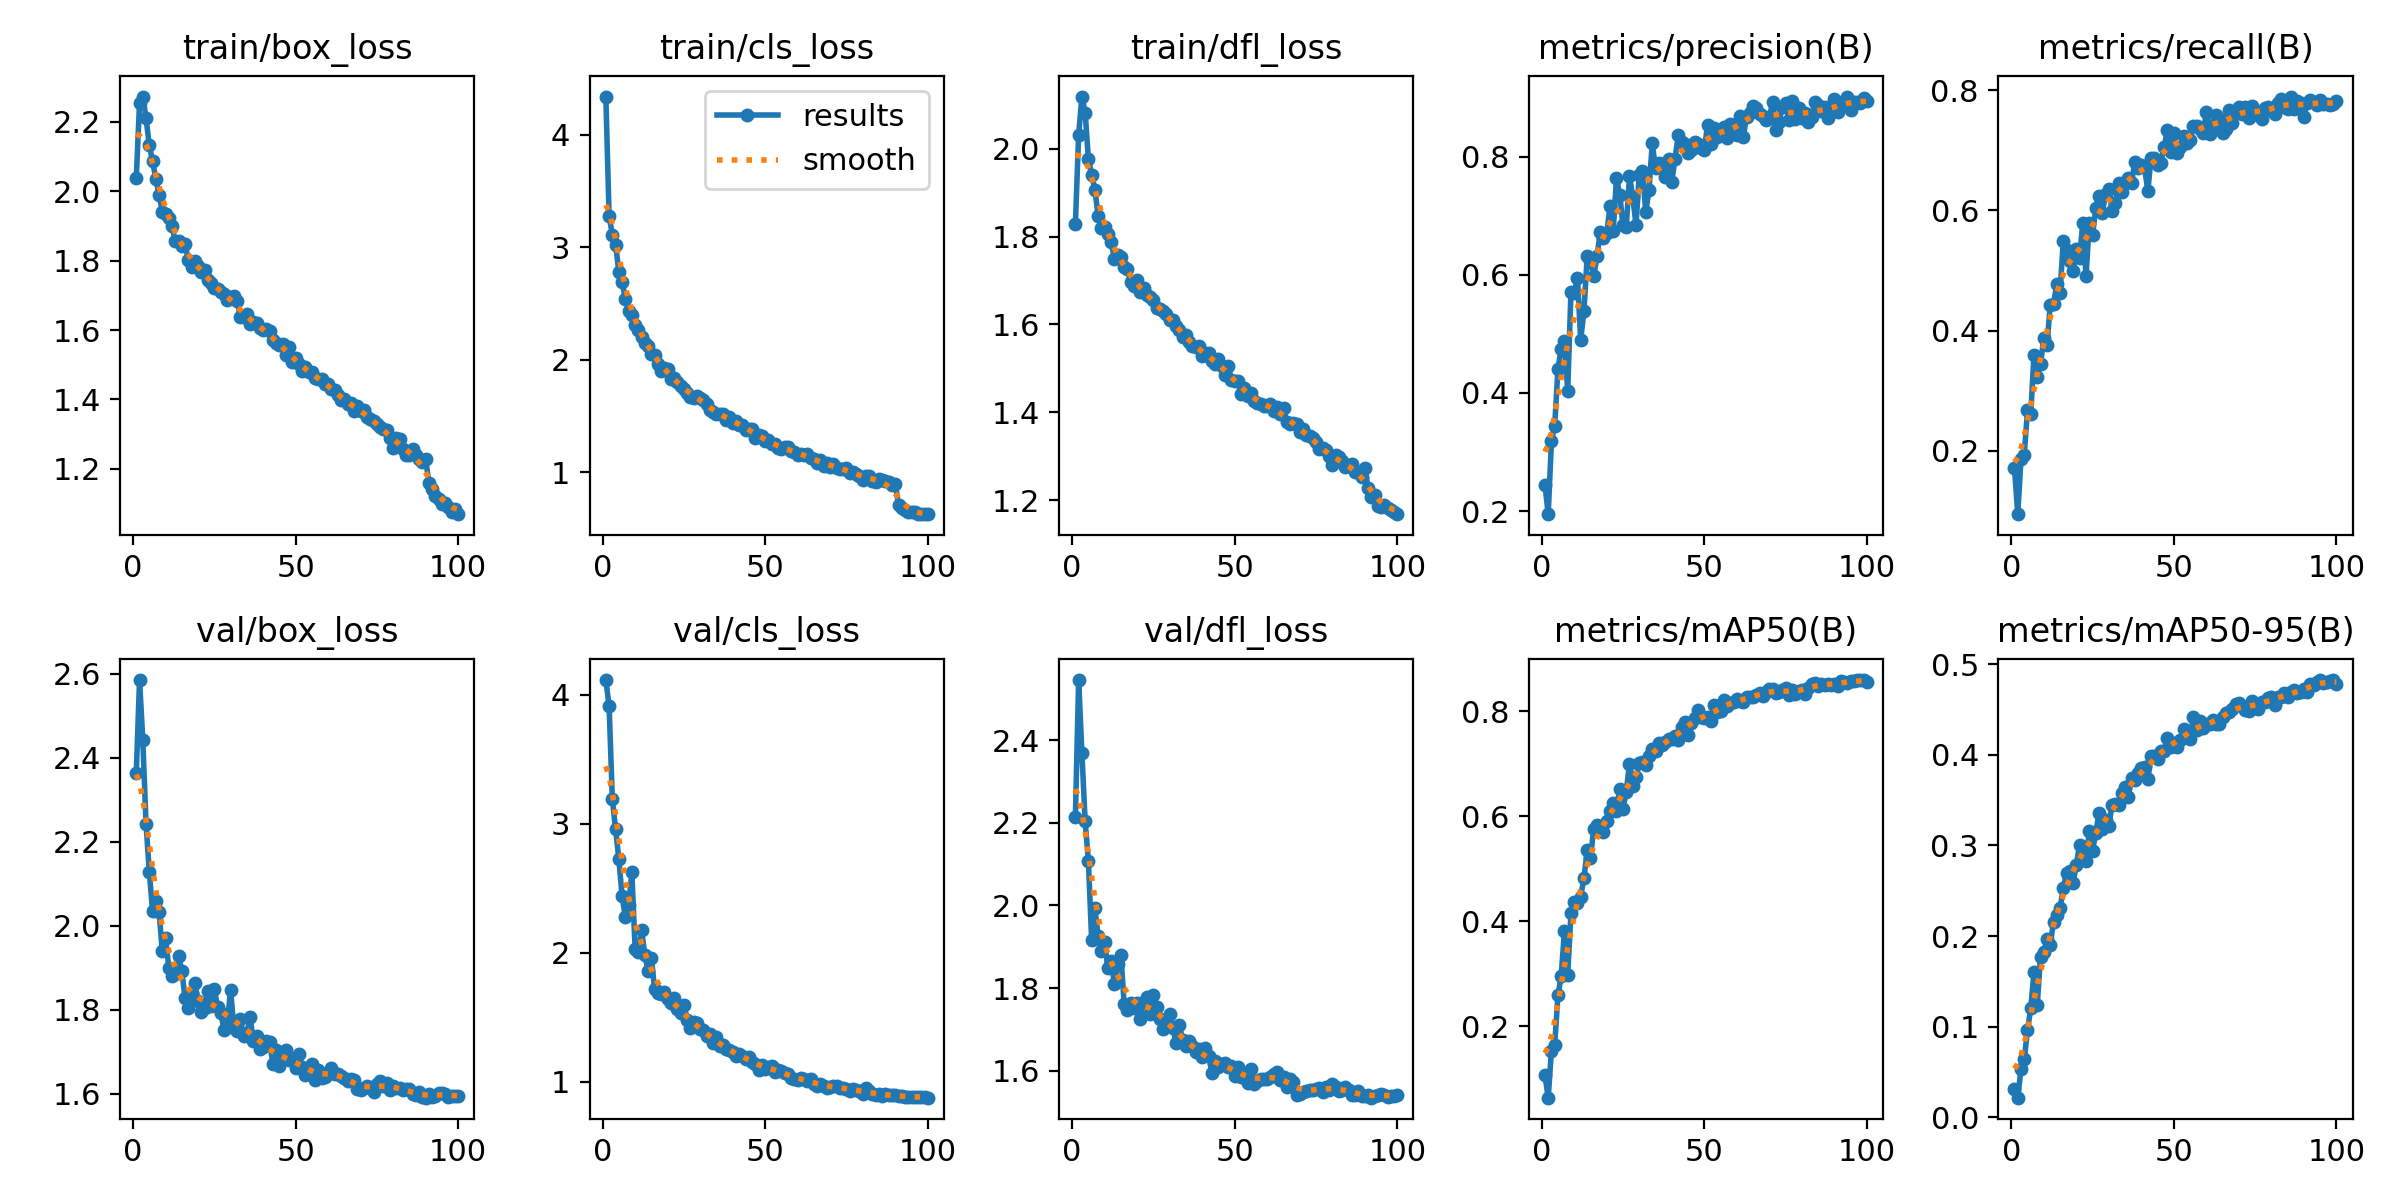 train/box_loss
2.2
2.0
1.8
1.6
1.4
1.2
0 50 100
train/cls_loss
results
smooth
4
3
2
1
0 50 100
train/dfl_loss
2.0
1.8
1.6
1.4
1.2
0 50 100
metrics/precision(B)
0.8
0.6
0.4
0.2
0 50 100
metrics/recall(B)
0.8
0.6
0.4
0.2
0 50 100
val/box_loss
2.6
2.4
2.2
2.0
1.8
1.6
0 50 100
val/cls_loss
4
3
2
1
0 50 100
val/dfl_loss
2.4
2.2
2.0
1.8
1.6
0 50 100
metrics/mAP50(B)
0.8
0.6
0.4
0.2
0 50 100
metrics/mAP50-95(B)
0.5
0.4
0.3
0.2
0.1
0.0
0 50 100